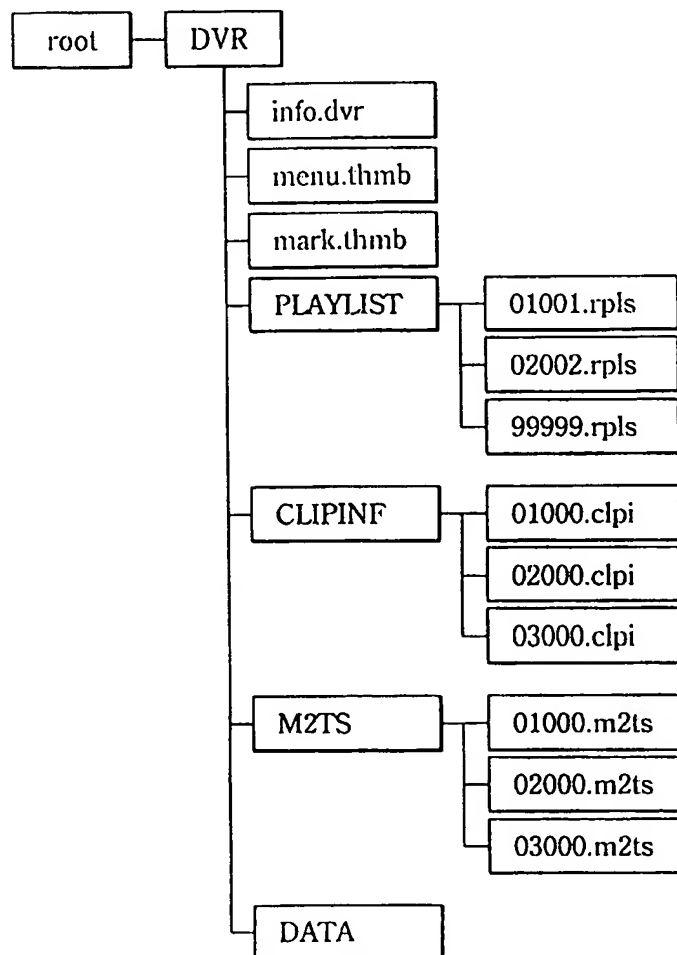 root DVR
info.dvr
menu.thmb
mark.thmb
PLAYLIST 01001.rpls
02002.rpls
99999.rpls
CLIPINF 01000.clpi
02000.clpi
03000.clpi
M2TS 01000.m2ts
02000.m2ts
03000.m2ts
DATA